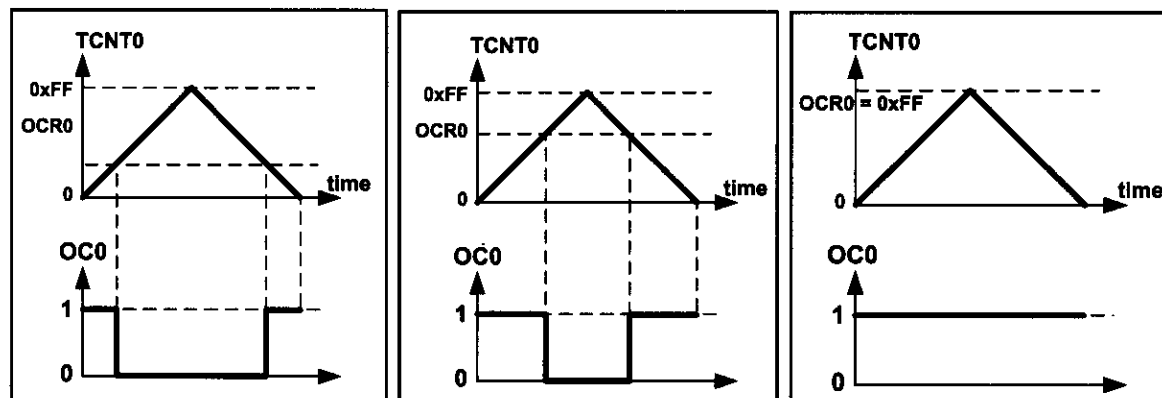 TCNT0
0xFF
OCR0
0
time
OC0
1
0
TCNT0
0xFF
OCR0
0
time
OC0
1
0
TCNT0
OCR0 = 0xFF
0
time
OC0
1
0